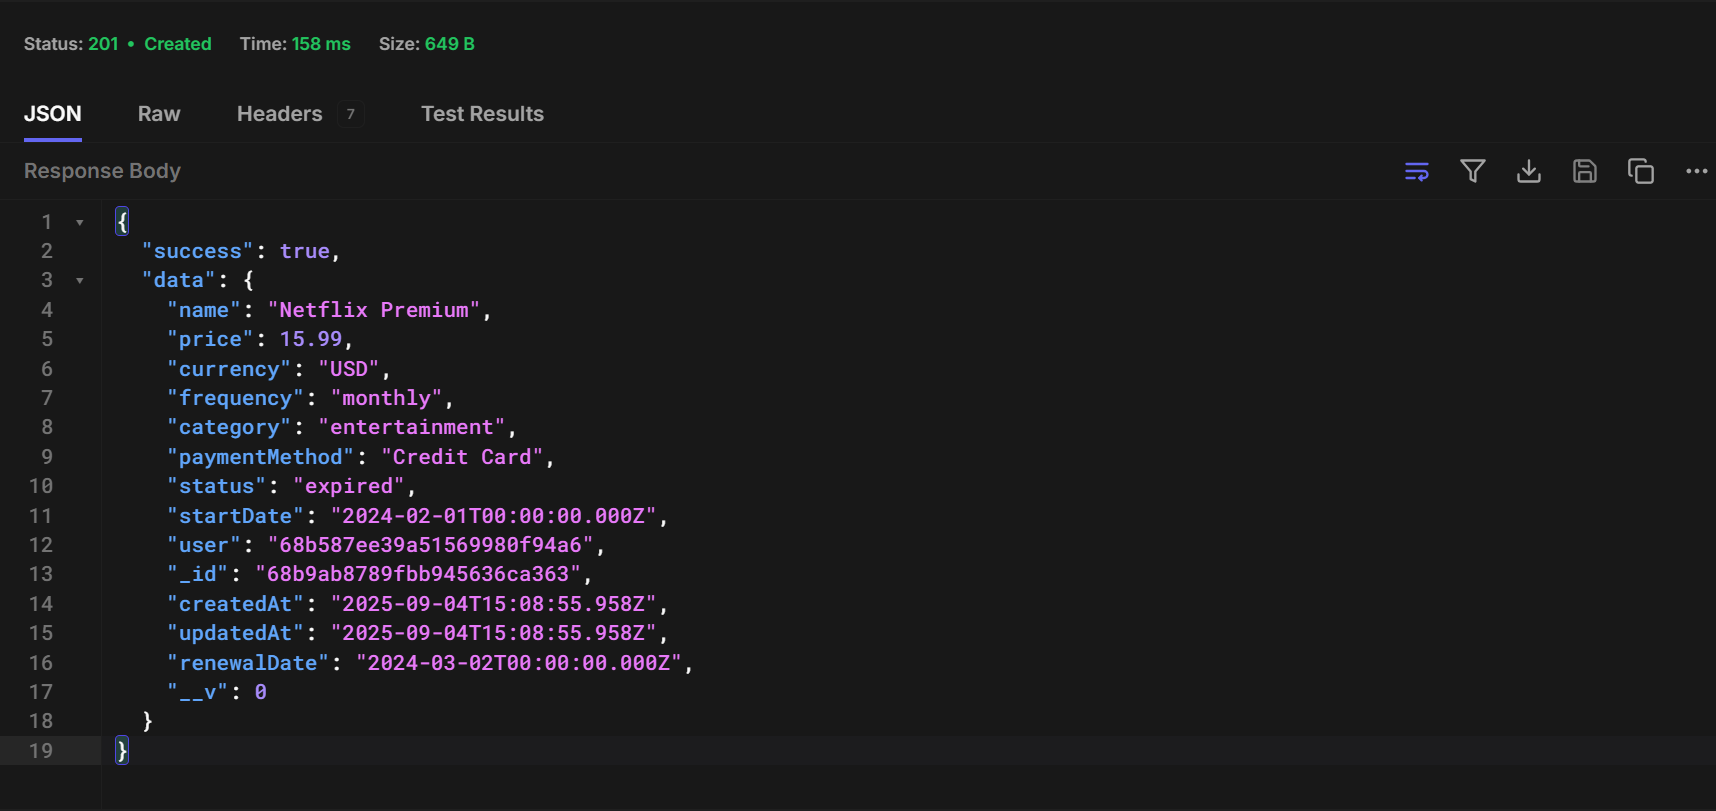 Status: 201 • Created Time: 158 ms Size: 649 B
JSON Raw Headers 7 Test Results
Response Body
1 {
2 "success": true,
3 "data": {
4 "name": "Netflix Premium",
5 "price": 15.99,
6 "currency": "USD",
7 "frequency": "monthly",
8 "category": "entertainment",
9 "paymentMethod": "Credit Card",
10 "status": "expired",
11 "startDate": "2024-02-01T00:00:00.000Z",
12 "user": "68b587ee39a51569980f94a6",
13 "_id": "68b9ab8789fbb945636ca363",
14 "createdAt": "2025-09-04T15:08:55.958Z",
15 "updatedAt": "2025-09-04T15:08:55.958Z",
16 "renewalDate": "2024-03-02T00:00:00.000Z",
17 "__v": 0
18 }
19 }